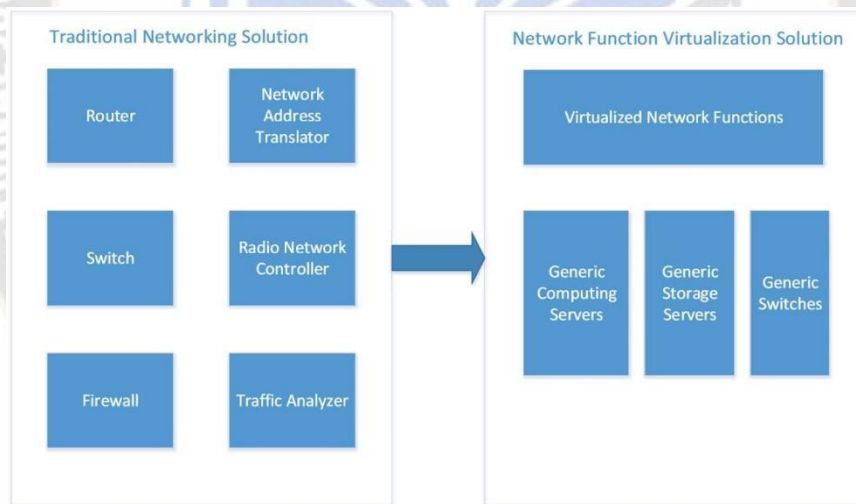 Traditional Networking Solution
Router
Network
Address
Translator
Switch
Radio Network
Controller
Firewall
Traffic Analyzer
Network Function Virtualization Solution
Virtualized Network Functions
Generic
Computing
Servers
Generic
Storage
Servers
Generic
Switches